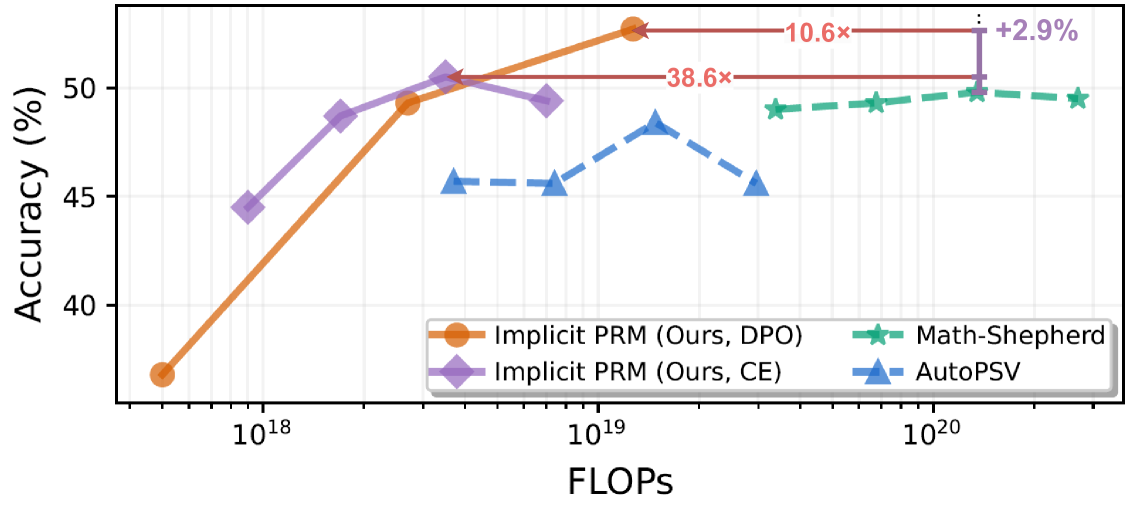 10.6×
+2.9%
38.6×
50
45
40
Accuracy (%)
Implicit PRM (Ours, DPO)
Implicit PRM (Ours, CE)
Math-Shepherd
AutoPSV
10^18
10^19
10^20
FLOPs